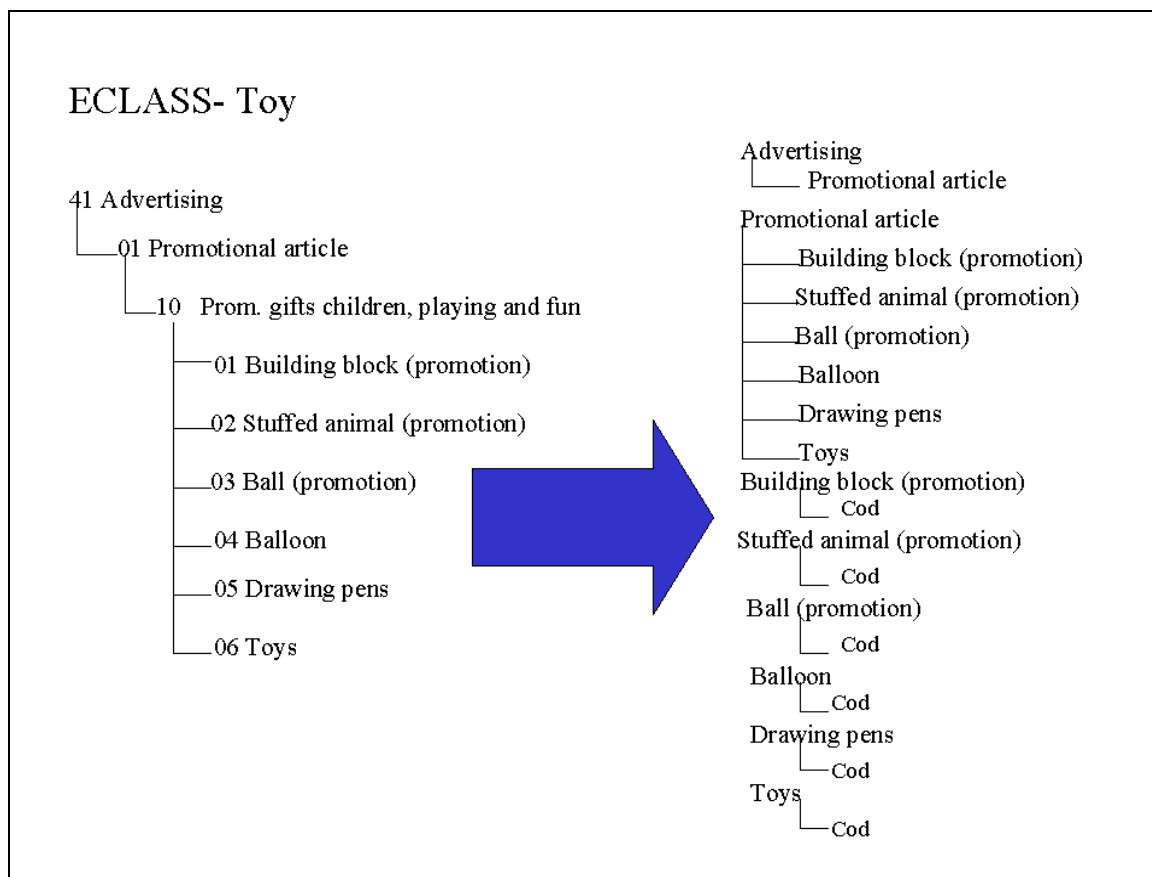 ECLASS- Toy
41 Advertising
01 Promotional article
10 Prom. gifts children, playing and fun
01 Building block (promotion)
02 Stuffed animal (promotion)
03 Ball (promotion)
04 Balloon
05 Drawing pens
06 Toys
Advertising
Promotional article
Promotional article
Building block (promotion)
Stuffed animal (promotion)
Ball (promotion)
Balloon
Drawing pens
Toys
Building block (promotion)
Cod
Stuffed animal (promotion)
Cod
Ball (promotion)
Cod
Balloon
Cod
Drawing pens
Cod
Toys
Cod